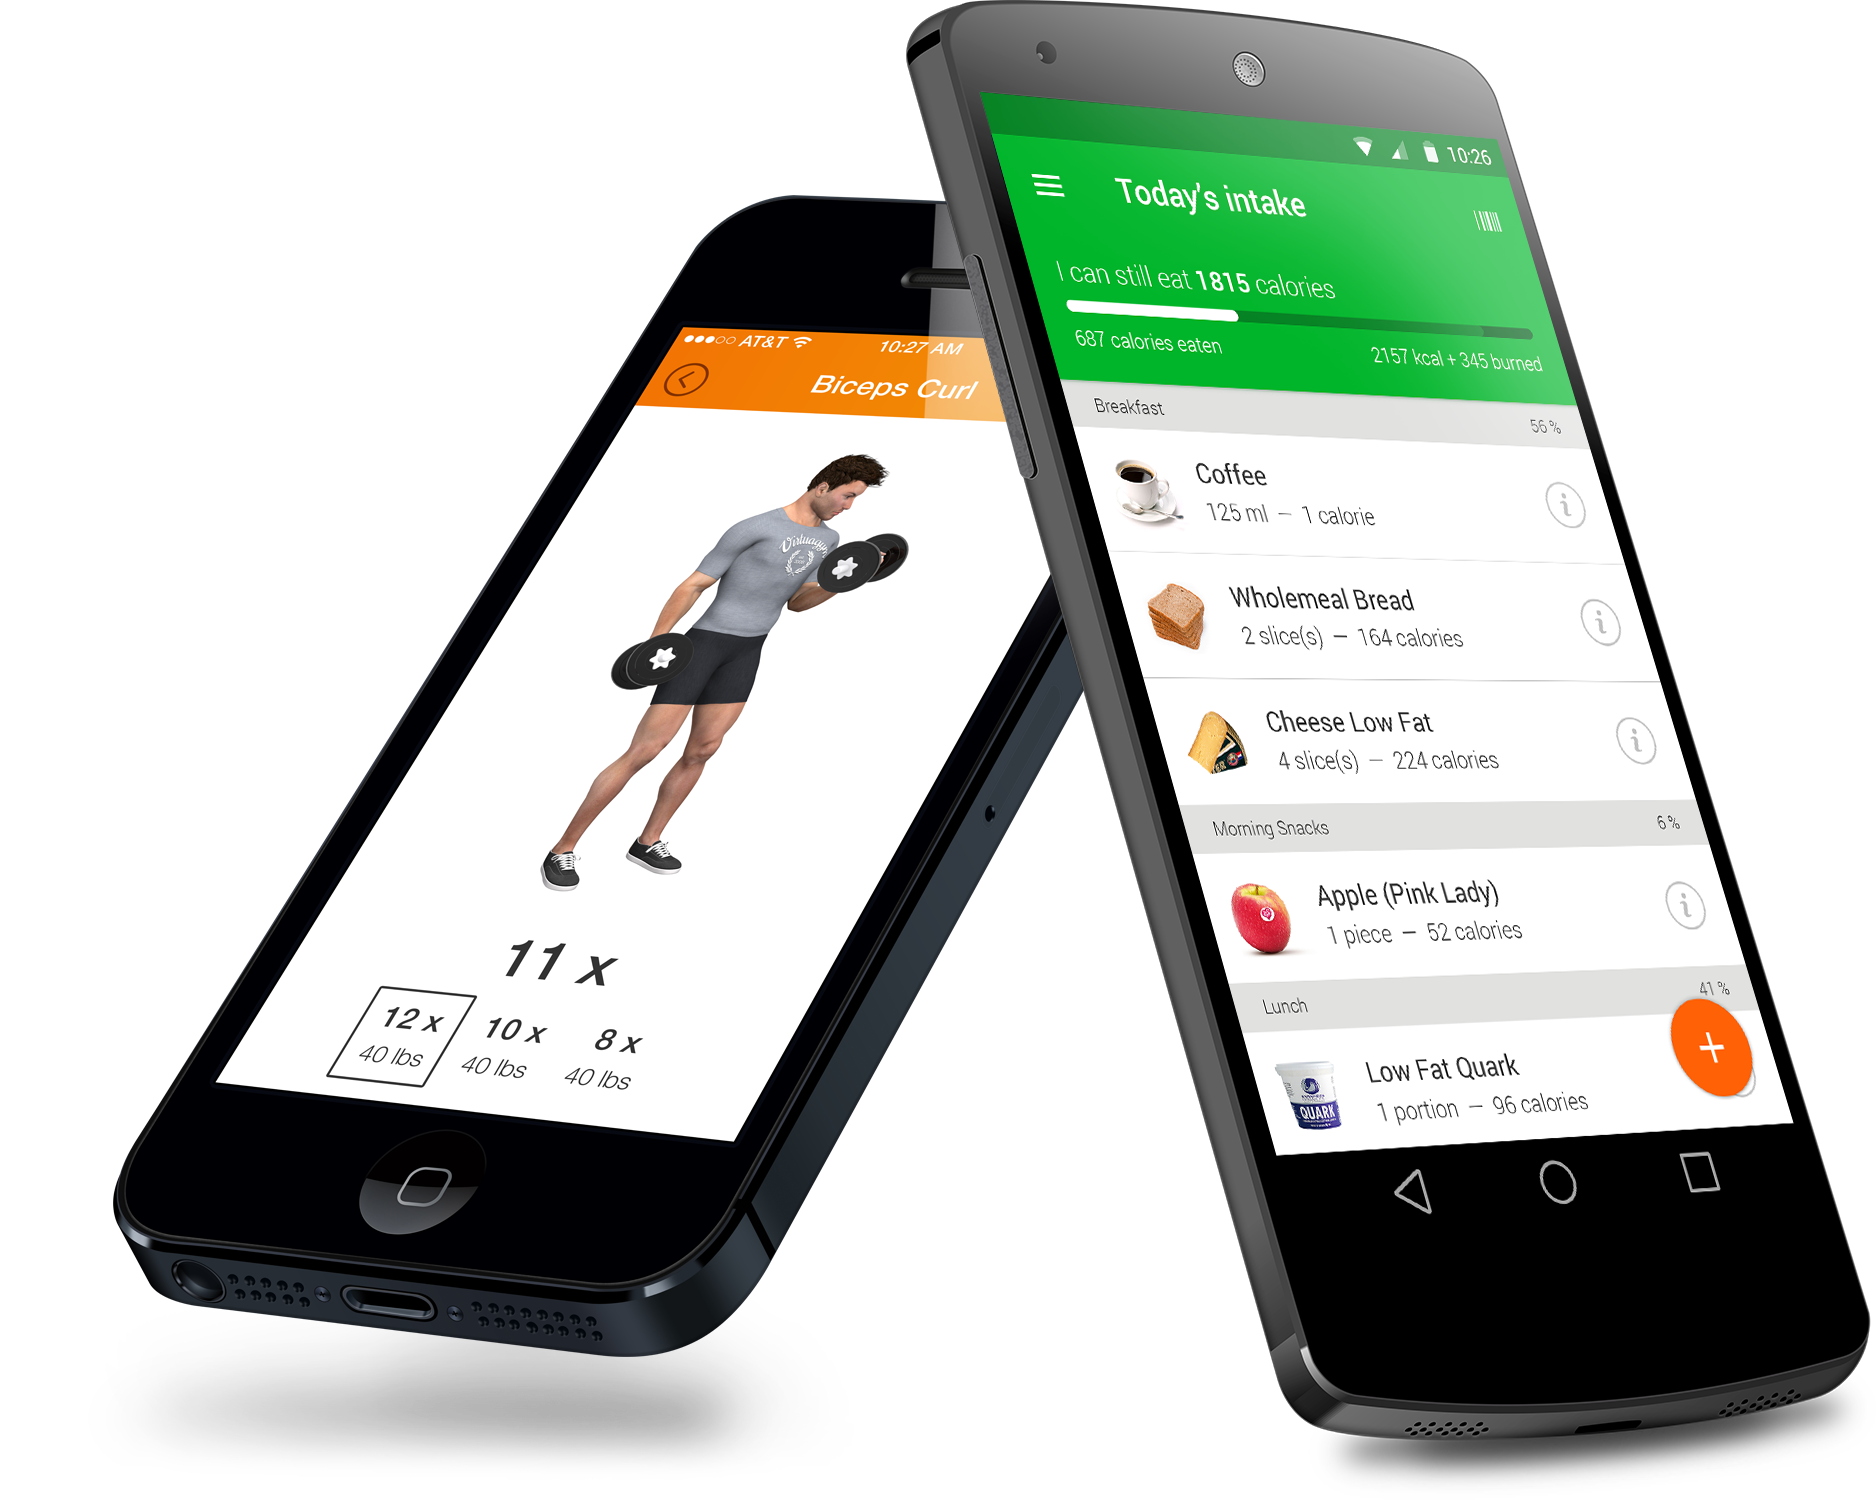 ●●●○○ AT&T 10:27 AM
Biceps Curl
Virtuagym
11 x
12 x
40 lbs
10 x
40 lbs
8 x
40 lbs
10:26
Today's intake
I can still eat 1815 calories
687 calories eaten
2157 kcal + 345 burned
Breakfast
56 %
Coffee
125 ml — 1 calorie
Wholemeal Bread
2 slice(s) — 164 calories
Cheese Low Fat
4 slice(s) — 224 calories
Morning Snacks
6 %
Apple (Pink Lady)
1 piece — 52 calories
Lunch
41 %
Low Fat Quark
1 portion — 96 calories
QUARK